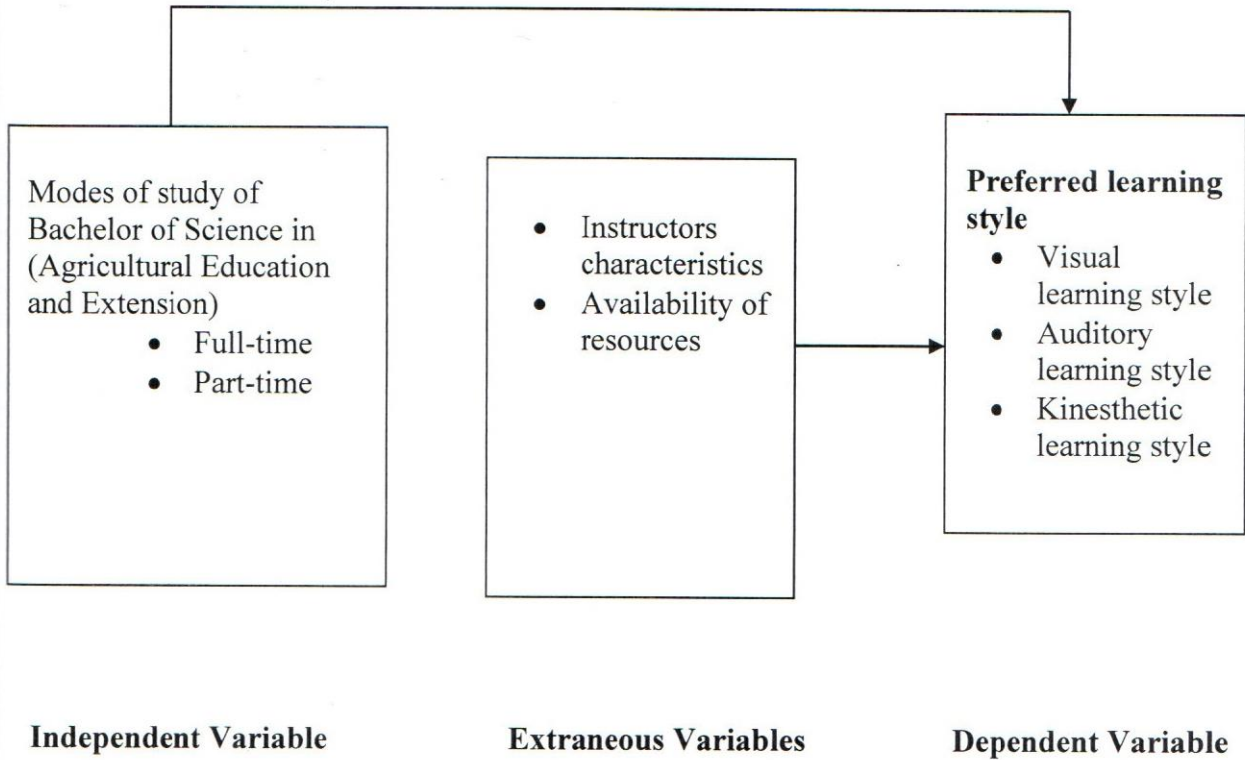 Modes of study of
Bachelor of Science in
(Agricultural Education
and Extension)
• Full-time
• Part-time
• Instructors
characteristics
• Availability of
resources
Preferred learning
style
• Visual
learning style
• Auditory
learning style
• Kinesthetic
learning style
Independent Variable
Extraneous Variables
Dependent Variable